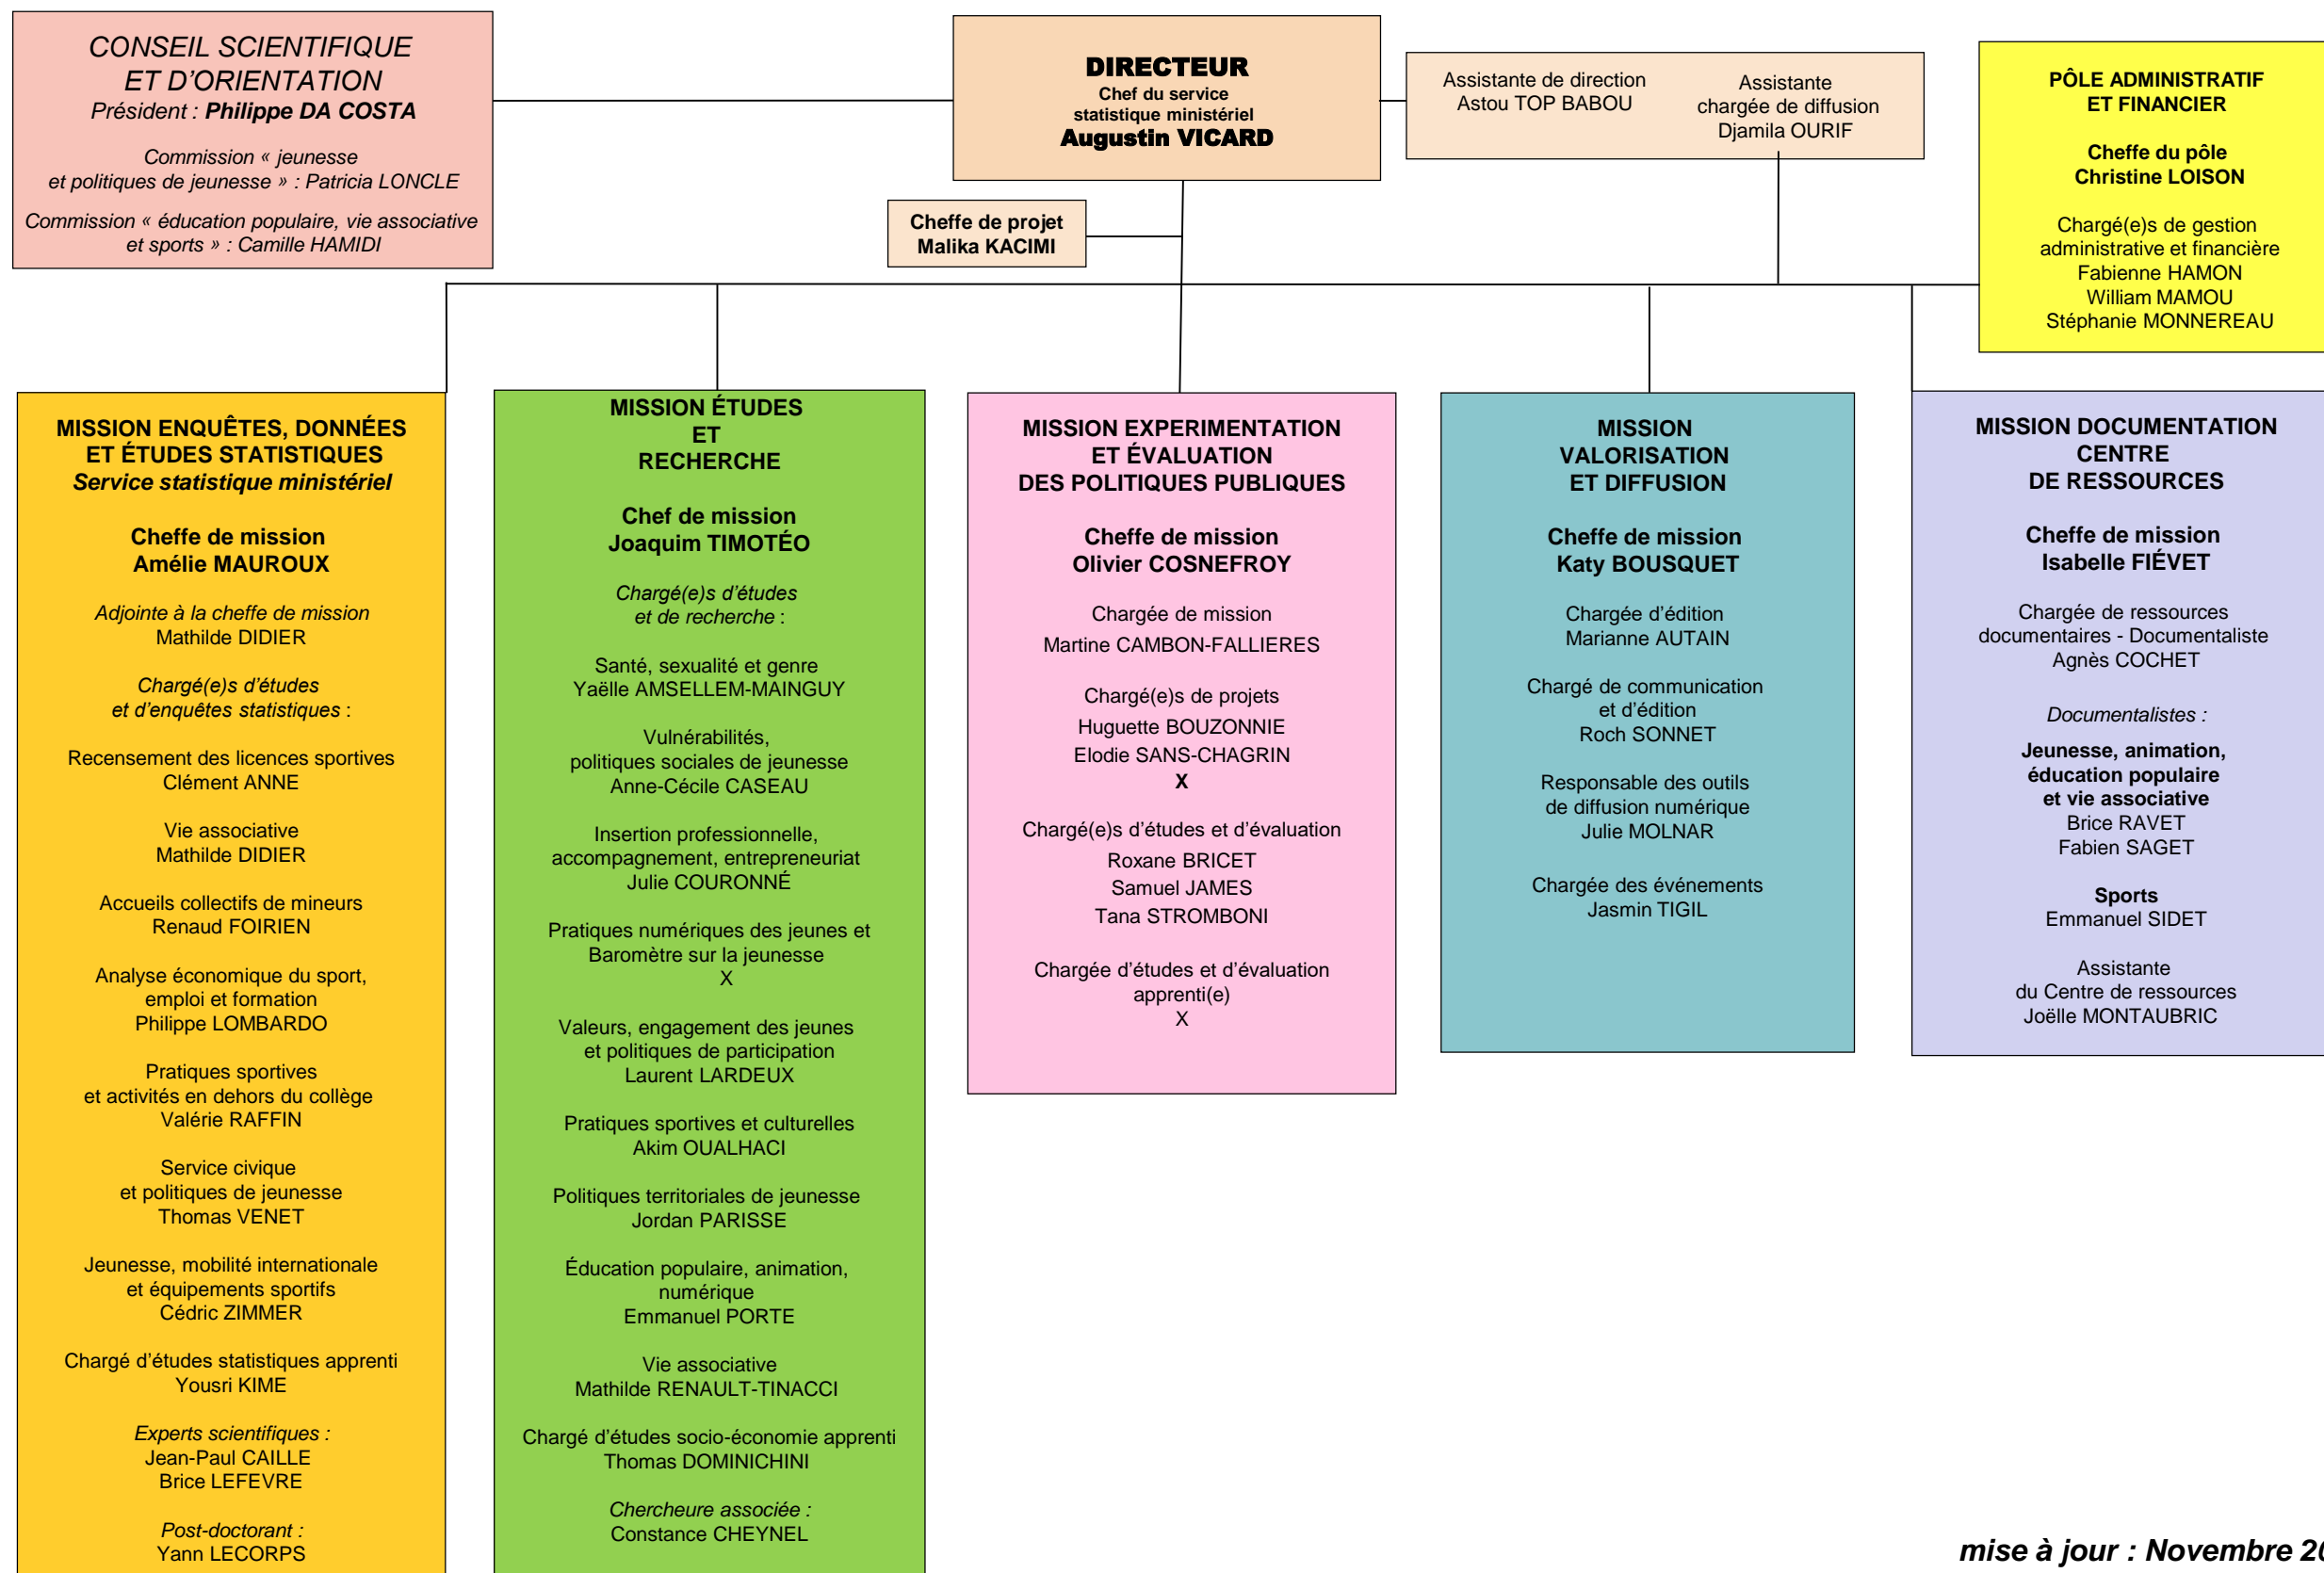 CONSEIL SCIENTIFIQUE
ET D'ORIENTATION
Président : Philippe DA COSTA
Commission « jeunesse
et politiques de jeunesse » : Patricia LONCLE
Commission « éducation populaire, vie associative
et sports » : Camille HAMIDI
DIRECTEUR
Chef du service
statistique ministériel
Augustin VICARD
Assistante de direction
Astou TOP BABOU
Assistante
chargée de diffusion
Djamila OURIF
Cheffe de projet
Malika KACIMI
PÔLE ADMINISTRATIF
ET FINANCIER
Cheffe du pôle
Christine LOISON
Chargé(e)s de gestion
administrative et financière
Fabienne HAMON
William MAMOU
Stéphanie MONNEREAU
MISSION ENQUÊTES, DONNÉES
ET ÉTUDES STATISTIQUES
Service statistique ministériel
Cheffe de mission
Amélie MAUROUX
Adjointe à la cheffe de mission
Mathilde DIDIER
Chargé(e)s d'études
et d'enquêtes statistiques :
Recensement des licences sportives
Clément ANNE
Vie associative
Mathilde DIDIER
Accueils collectifs de mineurs
Renaud FOIRIEN
Analyse économique du sport,
emploi et formation
Philippe LOMBARDO
Pratiques sportives
et activités en dehors du collège
Valérie RAFFIN
Service civique
et politiques de jeunesse
Thomas VENET
Jeunesse, mobilité internationale
et équipements sportifs
Cédric ZIMMER
Chargé d'études statistiques apprenti
Yousri KIME
Experts scientifiques :
Jean-Paul CAILLE
Brice LEFEVRE
Post-doctorant :
Yann LECORPS
MISSION ÉTUDES
ET
RECHERCHE
Chef de mission
Joaquim TIMOTÉO
Chargé(e)s d'études
et de recherche :
Santé, sexualité et genre
Yaëlle AMSELLEM-MAINGUY
Vulnérabilités,
politiques sociales de jeunesse
Anne-Cécile CASEAU
Insertion professionnelle,
accompagnement, entrepreneuriat
Julie COURONNÉ
Pratiques numériques des jeunes et
Baromètre sur la jeunesse
X
Valeurs, engagement des jeunes
et politiques de participation
Laurent LARDEUX
Pratiques sportives et culturelles
Akim OUALHACI
Politiques territoriales de jeunesse
Jordan PARISSE
Éducation populaire, animation,
numérique
Emmanuel PORTE
Vie associative
Mathilde RENAULT-TINACCI
Chargé d'études socio-économie apprenti
Thomas DOMINICHINI
Chercheure associée :
Constance CHEYNEL
MISSION EXPERIMENTATION
ET ÉVALUATION
DES POLITIQUES PUBLIQUES
Cheffe de mission
Olivier COSNEFROY
Chargée de mission
Martine CAMBON-FALLIERES
Chargé(e)s de projets
Huguette BOUZONNIE
Elodie SANS-CHAGRIN
X
Chargé(e)s d'études et d'évaluation
Roxane BRICET
Samuel JAMES
Tana STROMBONI
Chargée d'études et d'évaluation
apprenti(e)
X
MISSION
VALORISATION
ET DIFFUSION
Cheffe de mission
Katy BOUSQUET
Chargée d'édition
Marianne AUTAIN
Chargé de communication
et d'édition
Roch SONNET
Responsable des outils
de diffusion numérique
Julie MOLNAR
Chargée des événements
Jasmin TIGIL
MISSION DOCUMENTATION
CENTRE
DE RESSOURCES
Cheffe de mission
Isabelle FIÉVET
Chargée de ressources
documentaires - Documentaliste
Agnès COCHET
Documentalistes :
Jeunesse, animation,
éducation populaire
et vie associative
Brice RAVET
Fabien SAGET
Sports
Emmanuel SIDET
Assistante
du Centre de ressources
Joëlle MONTAUBRIC
mise à jour : Novembre